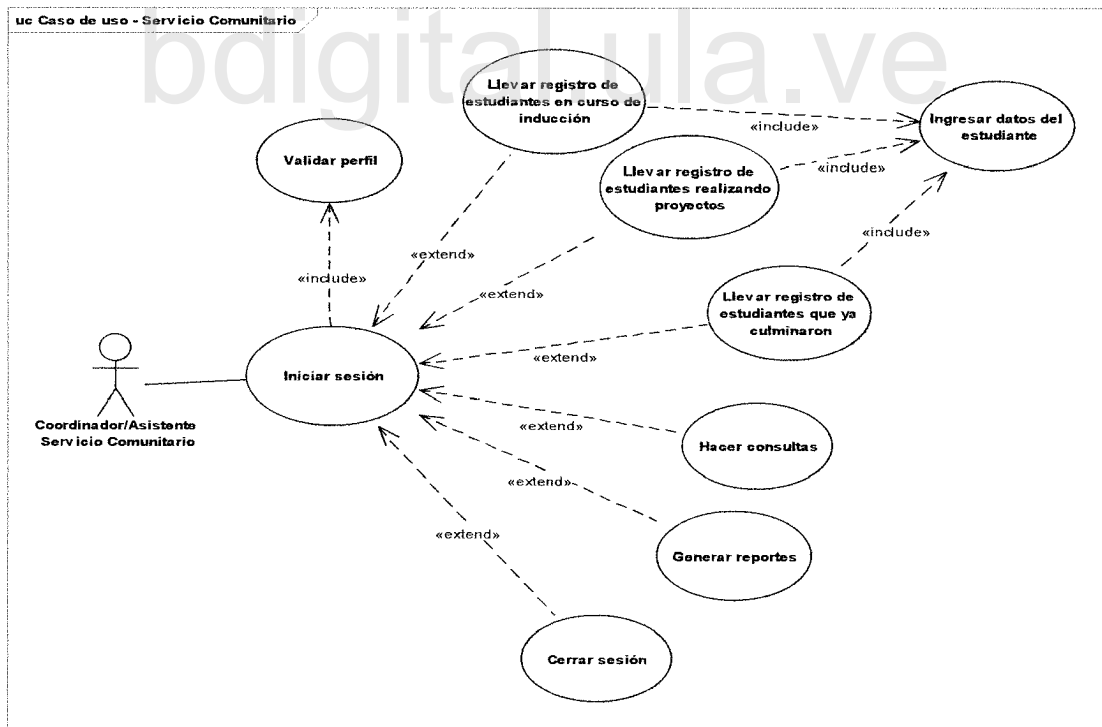 uc Caso de uso - Servicio Comunitario
bdigital.ula.ve
Llevar registro de
estudiantes en curso de
inducción
Ingresar datos del
estudiante
«include»
Validar perfil
Llevar registro de
estudiantes realizando
proyectos
«include»
«include»
«extend»
«include»
«extend»
Llevar registro de
estudiantes que ya
culminaron
«extend»
Iniciar sesión
Coordinador/Asistente
Servicio Comunitario
«extend»
Hacer consultas
«extend»
Generar reportes
«extend»
Cerrar sesión